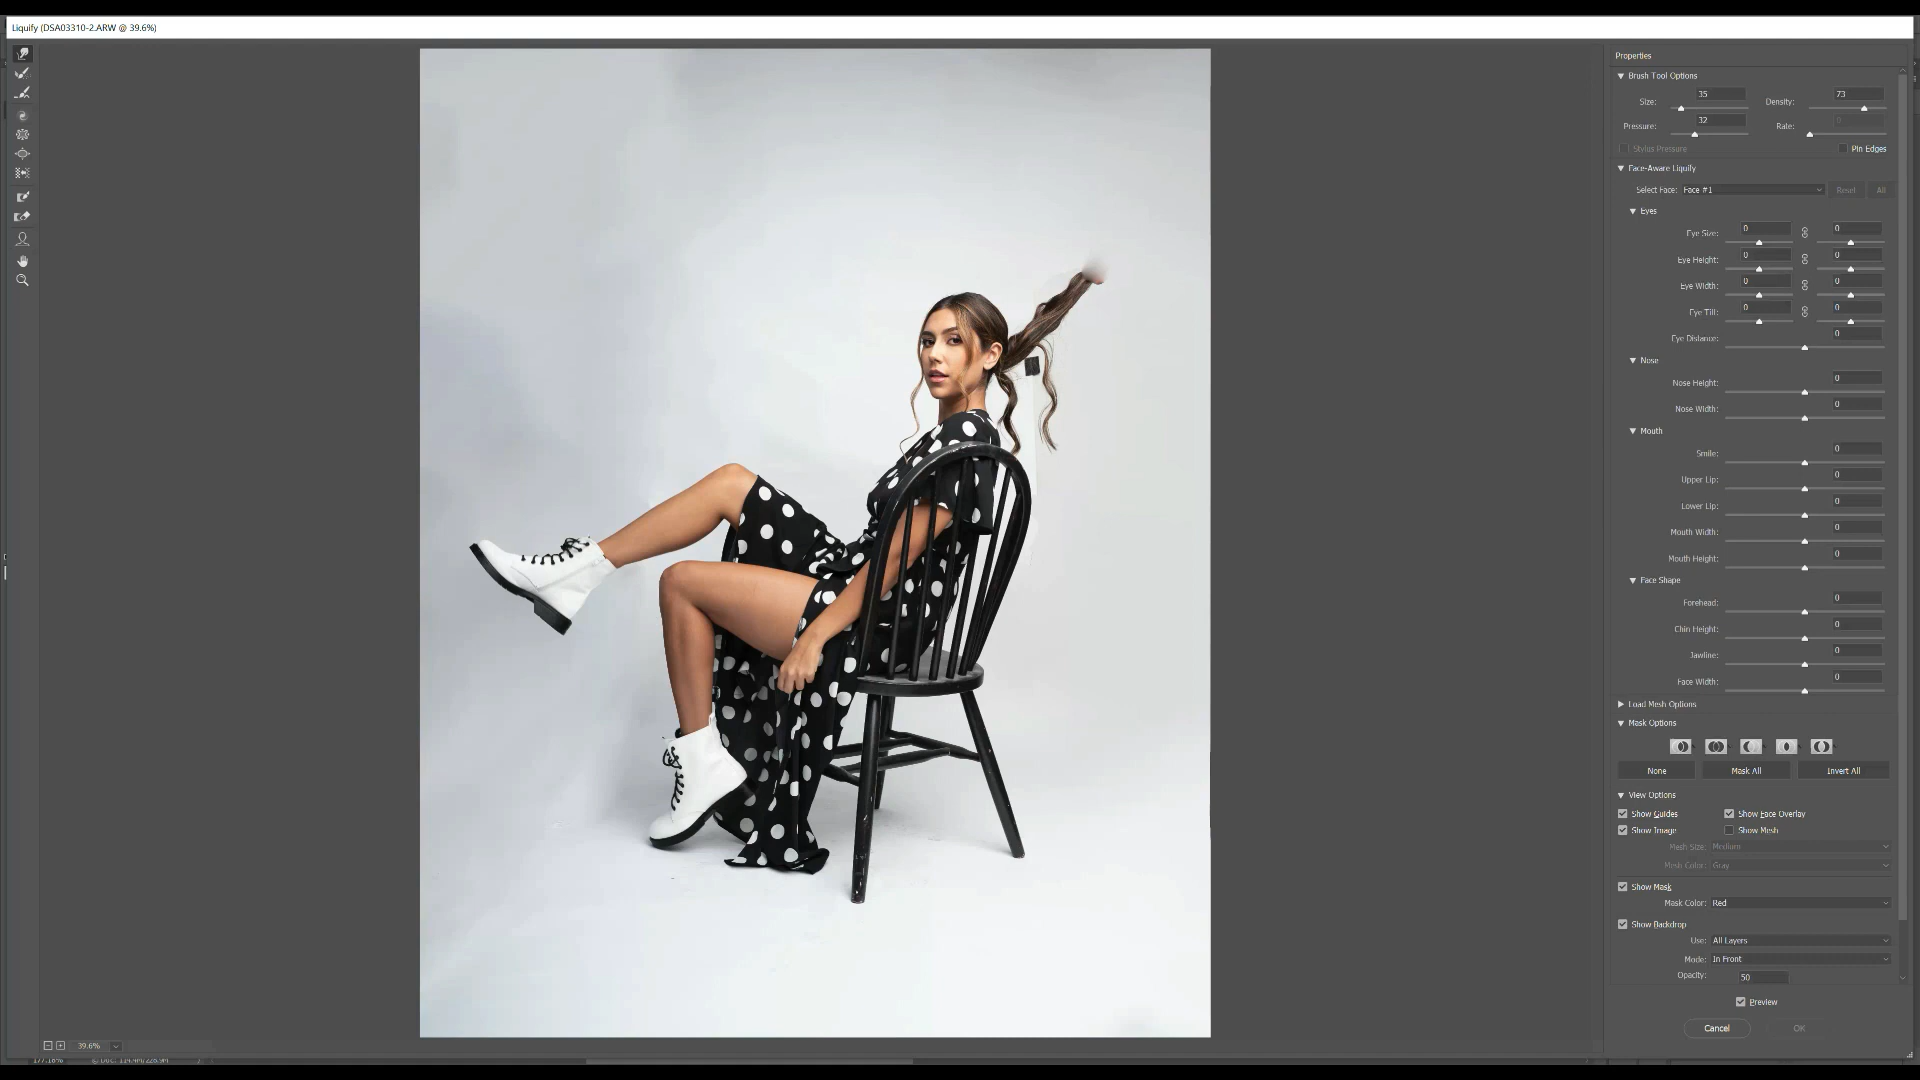 Liquify (DSA03310-2.ARW @ 39.6%)
Properties
Brush Tool Options
Size: 35 Density: 73
Pressure: 32 Rate: 0
Stylus Pressure Pin Edges
Face-Aware Liquify
Select Face: Face #1 Reset All
Eyes
Eye Size: 0 0
Eye Height: 0 0
Eye Width: 0 0
Eye Tilt: 0 0
Eye Distance: 0
Nose
Nose Height: 0
Nose Width: 0
Mouth
Smile: 0
Upper Lip: 0
Lower Lip: 0
Mouth Width: 0
Mouth Height: 0
Face Shape
Forehead: 0
Chin Height: 0
Jawline: 0
Face Width: 0
Load Mesh Options
Mask Options
None Mask All Invert All
View Options
Show Guides Show Face Overlay
Show Image Show Mesh
Mesh Size: Medium
Mesh Color: Gray
Show Mask
Mask Color: Red
Show Backdrop
Use: All Layers
Mode: In Front
Opacity: 50
Preview
Cancel OK
39.6%